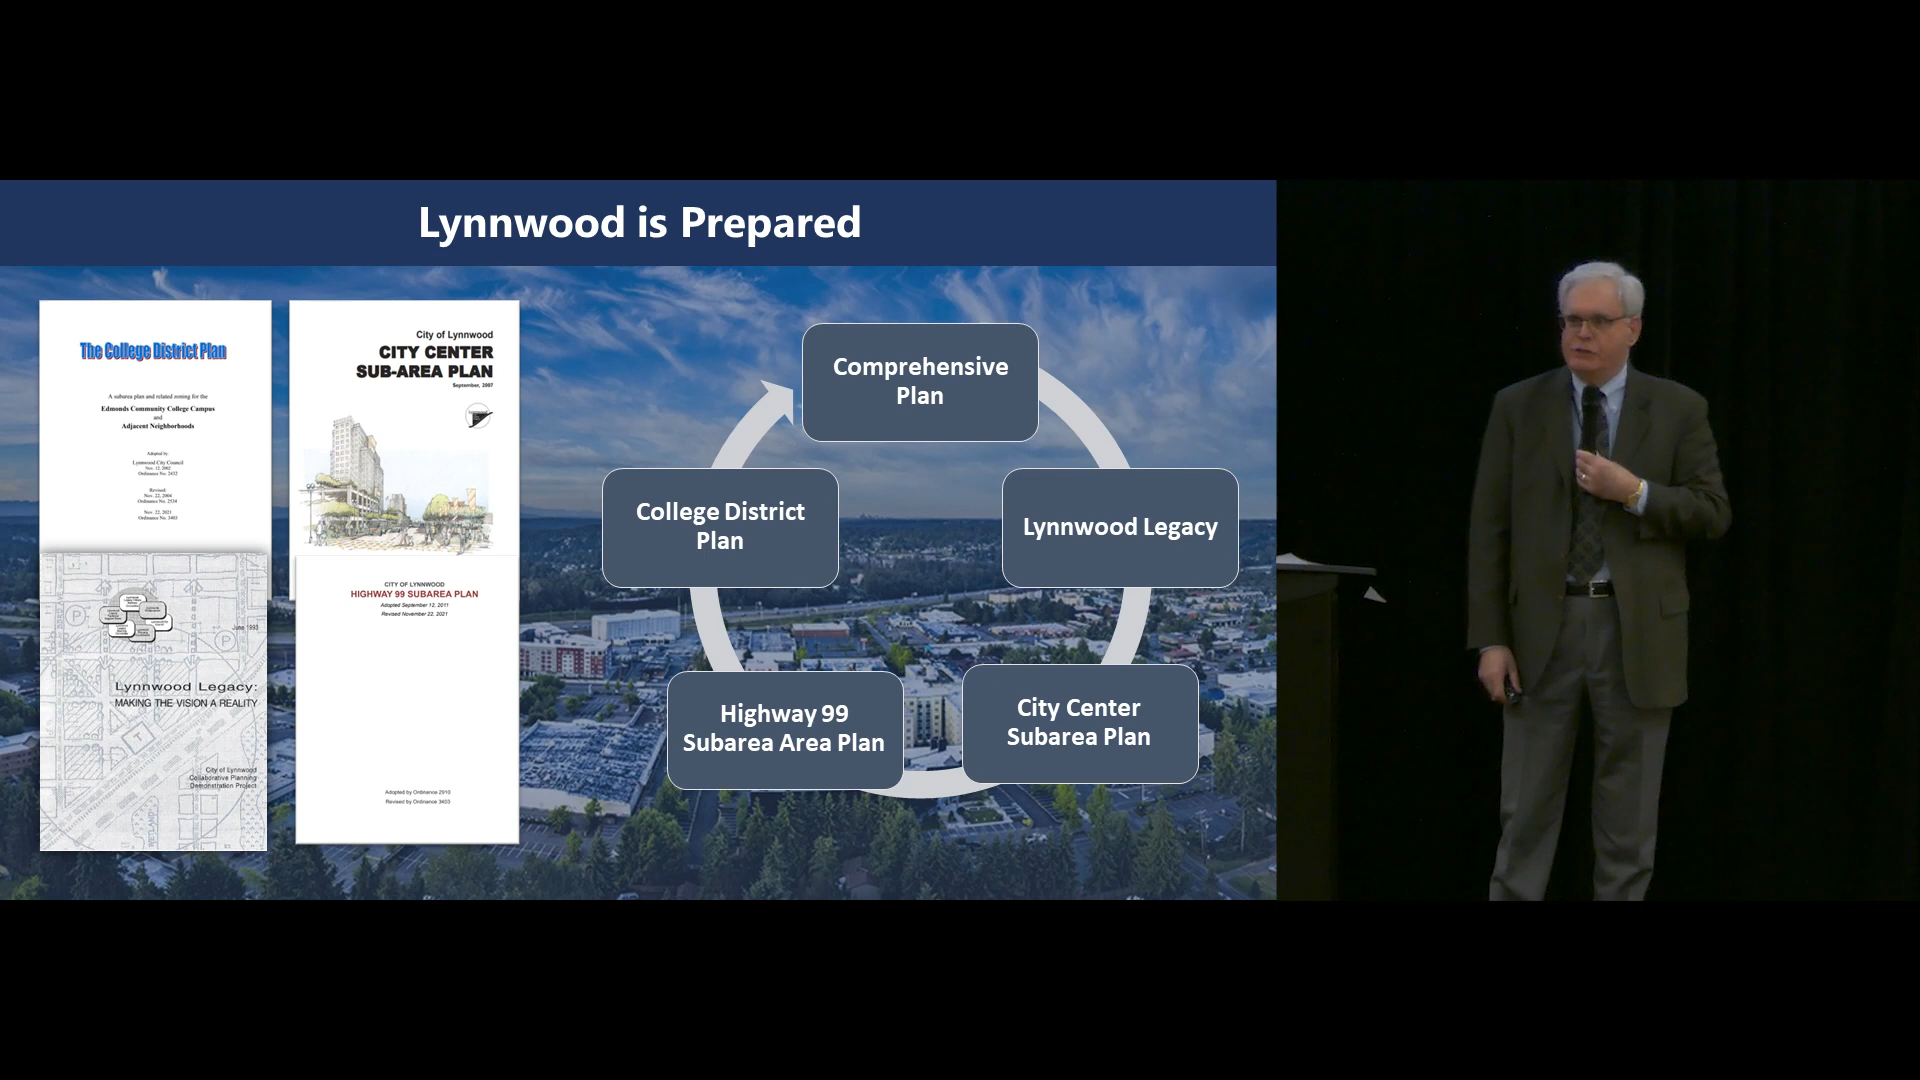 Lynnwood is Prepared
The College District Plan
A subarea plan and related zoning for the
Edmonds Community College Campus
and
Adjacent Neighborhoods
Adopted by:
Lynnwood City Council
Nov. 12, 2002
Ordinance No. 2432
Revised:
Nov. 22, 2004
Ordinance No. 2534
Nov. 22, 2021
Ordinance No. 3403
City of Lynnwood
CITY CENTER
SUB-AREA PLAN
September, 2007
June 1993
Lynnwood Legacy:
MAKING THE VISION A REALITY
City of Lynnwood
Collaborative Planning
Demonstration Project
P
P
T
WETLANDS
CITY OF LYNNWOOD
HIGHWAY 99 SUBAREA PLAN
Adopted September 12, 2011
Revised November 22, 2021
Adopted by Ordinance 2910
Revised by Ordinance 3403
Comprehensive
Plan
Lynnwood Legacy
City Center
Subarea Plan
Highway 99
Subarea Area Plan
College District
Plan